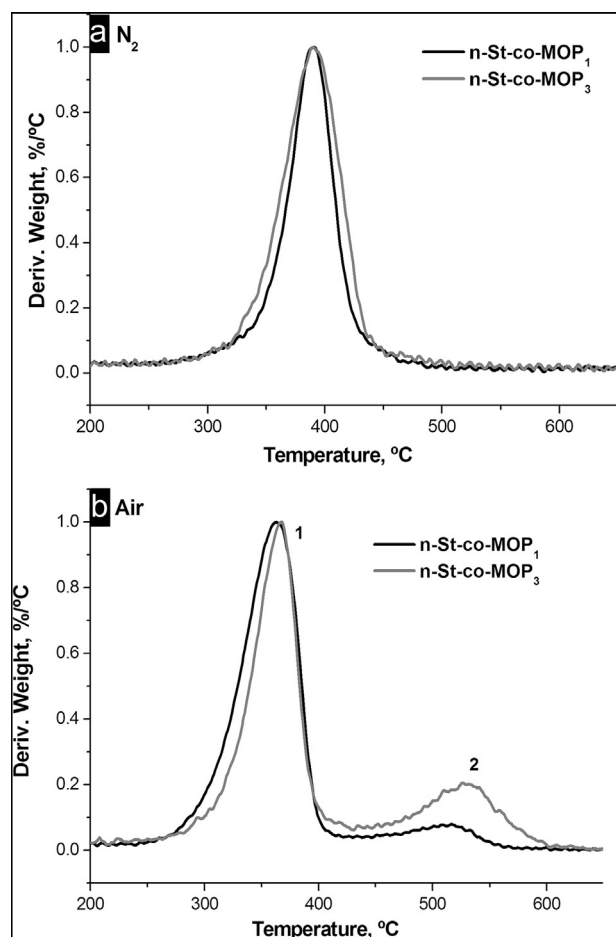 a N₂
n-St-co-MOP₁
n-St-co-MOP₃
Deriv. Weight, %/ºC
1.0
0.8
0.6
0.4
0.2
0.0
200 300 400 500 600
Temperature, ºC
b Air
1
n-St-co-MOP₁
n-St-co-MOP₃
2
Deriv. Weight, %/ºC
1.0
0.8
0.6
0.4
0.2
0.0
200 300 400 500 600
Temperature, ºC